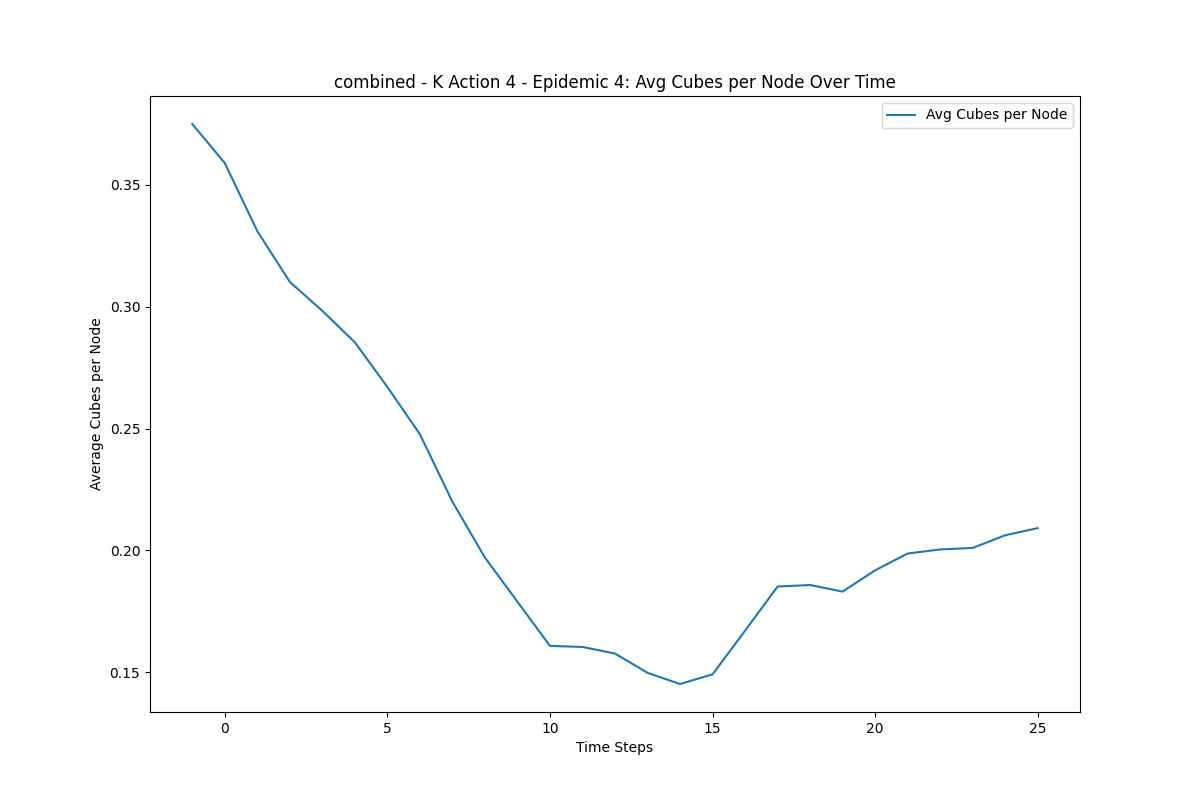 combined - K Action 4 - Epidemic 4: Avg Cubes per Node Over Time
Avg Cubes per Node
Average Cubes per Node
0.35
0.30
0.25
0.20
0.15
0 5 10 15 20 25
Time Steps